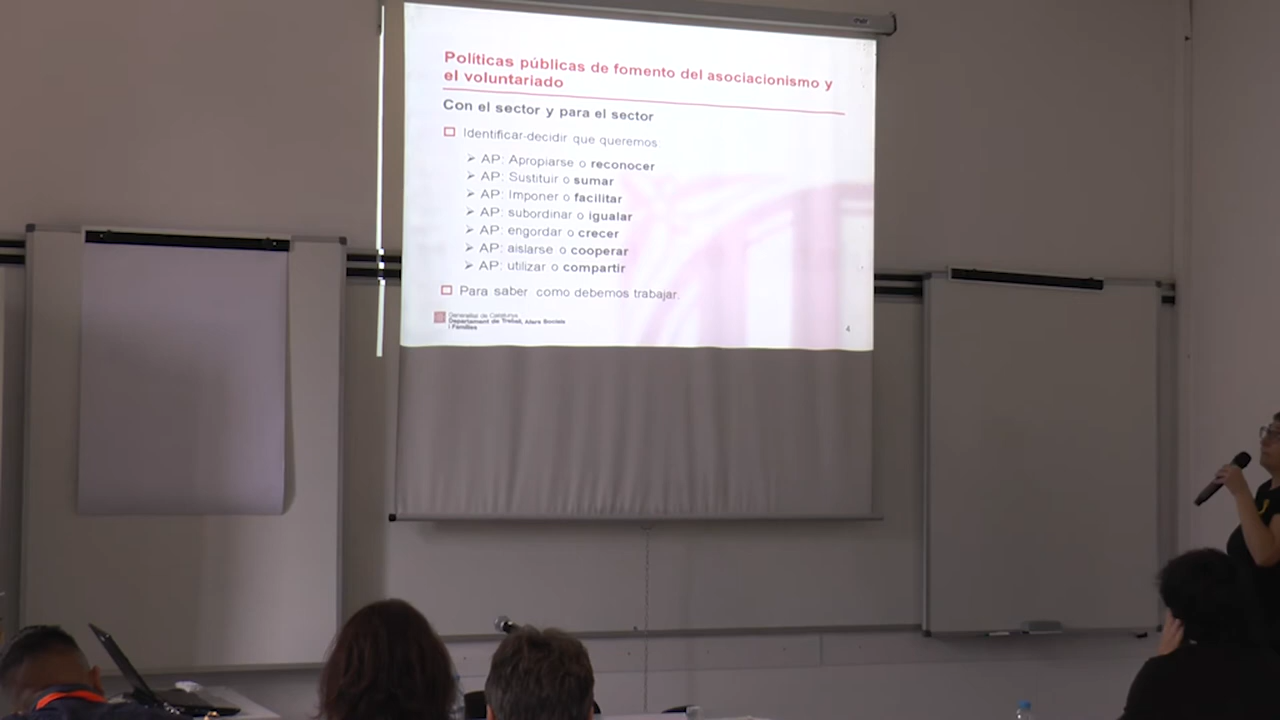 Políticas públicas de fomento del asociacionismo y
el voluntariado
Con el sector y para el sector
Identificar-decidir que queremos:
AP: Apropiarse o reconocer
AP: Sustituir o sumar
AP: Imponer o facilitar
AP: subordinar o igualar
AP: engordar o crecer
AP: aislarse o cooperar
AP: utilizar o compartir
Para saber como debemos trabajar.
Generalitat de Catalunya
Departament de Treball, Afers Socials
i Famílies
4